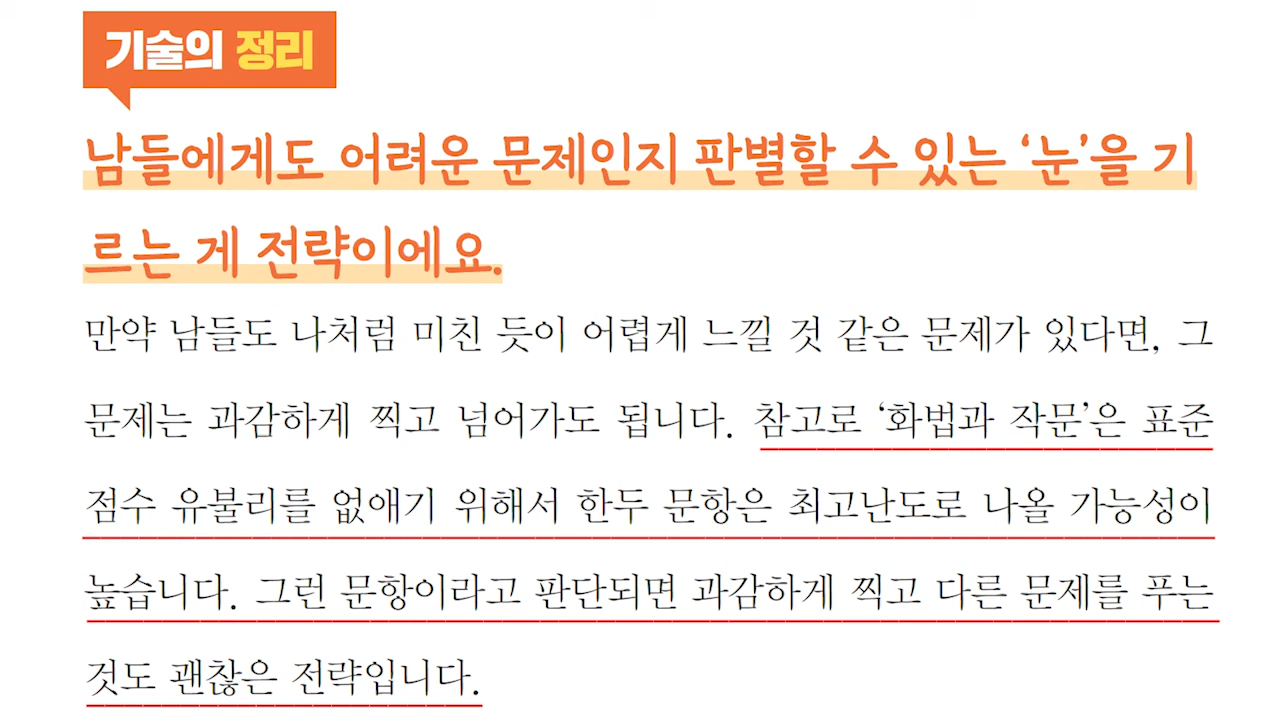 기술의 정리
남들에게도 어려운 문제인지 판별할 수 있는 ‘눈’을 기
르는 게 전략이에요.
만약 남들도 나처럼 미친 듯이 어렵게 느낄 것 같은 문제가 있다면, 그
문제는 과감하게 찍고 넘어가도 됩니다. 참고로 ‘화법과 작문’은 표준
점수 유불리를 없애기 위해서 한두 문항은 최고난도로 나올 가능성이
높습니다. 그런 문항이라고 판단되면 과감하게 찍고 다른 문제를 푸는
것도 괜찮은 전략입니다.